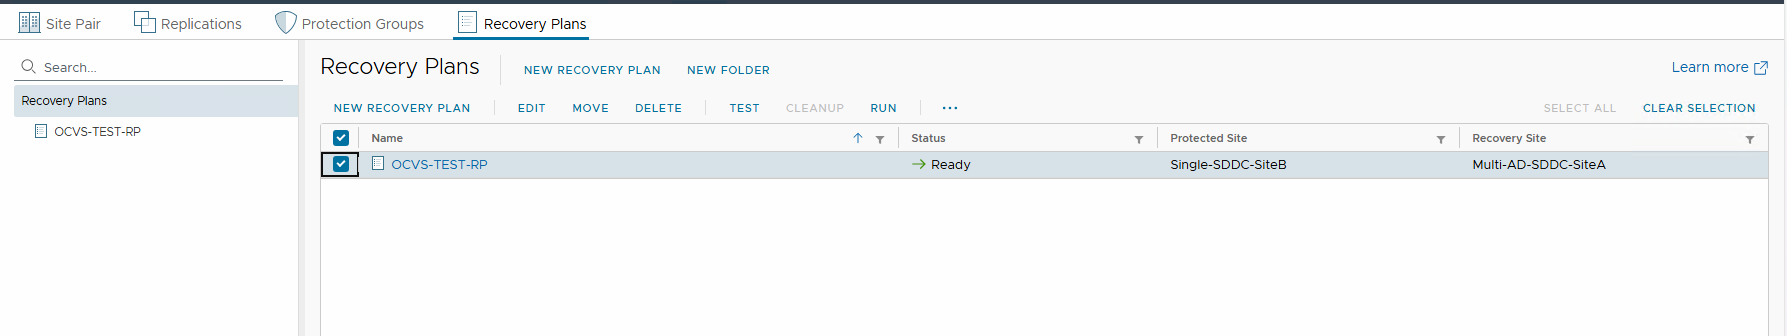 Site Pair Replications Protection Groups Recovery Plans
Search...
Recovery Plans
OCVS-TEST-RP
Recovery Plans NEW RECOVERY PLAN NEW FOLDER Learn more
NEW RECOVERY PLAN EDIT MOVE DELETE TEST CLEANUP RUN ... SELECT ALL CLEAR SELECTION
Name Status Protected Site Recovery Site
OCVS-TEST-RP Ready Single-SDDC-SiteB Multi-AD-SDDC-SiteA